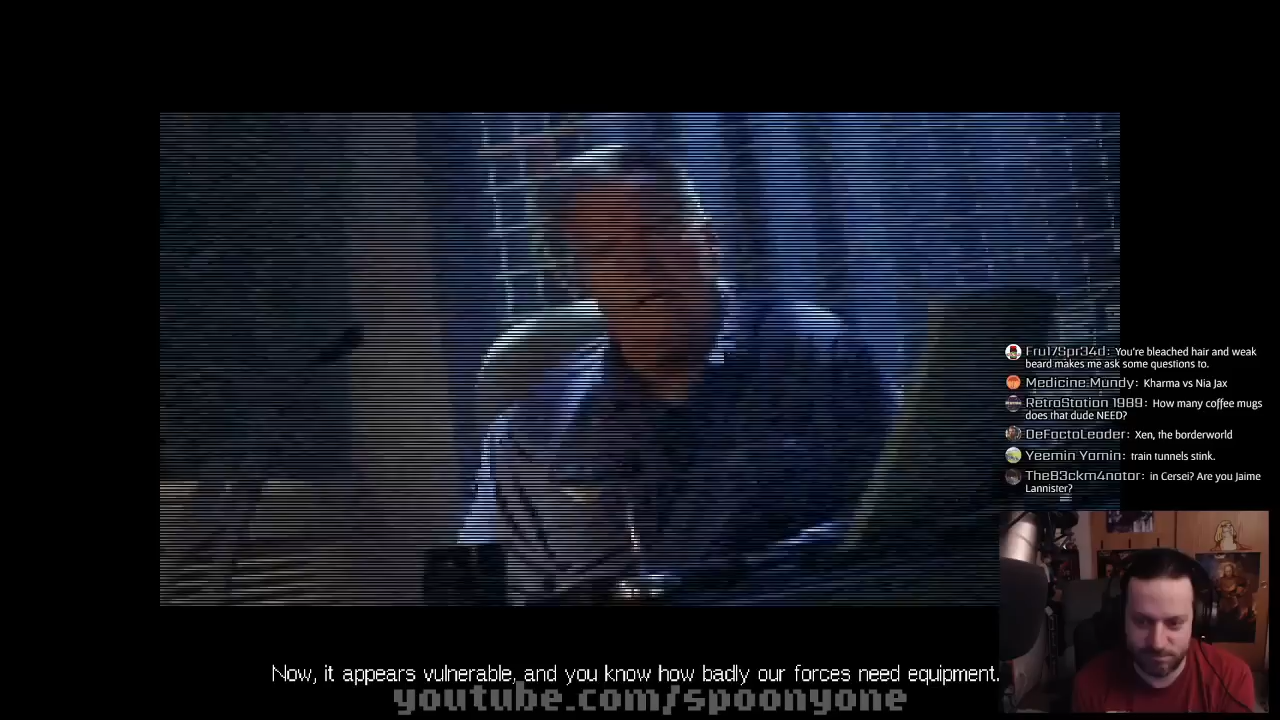 Fru17Spr34d: You're bleached hair and weak
beard makes me ask some questions to.
Medicine Mundy: Kharma vs Nia Jax
RetroStation 1989: How many coffee mugs
does that dude NEED?
DeFactoLeader: Xen, the borderworld
Yeemin Yamin: train tunnels stink.
TheB3ckm4nator: in Cersei? Are you Jaime
Lannister?
Now, it appears vulnerable, and you know how badly our forces need equipment.
youtube.com/spoonyone